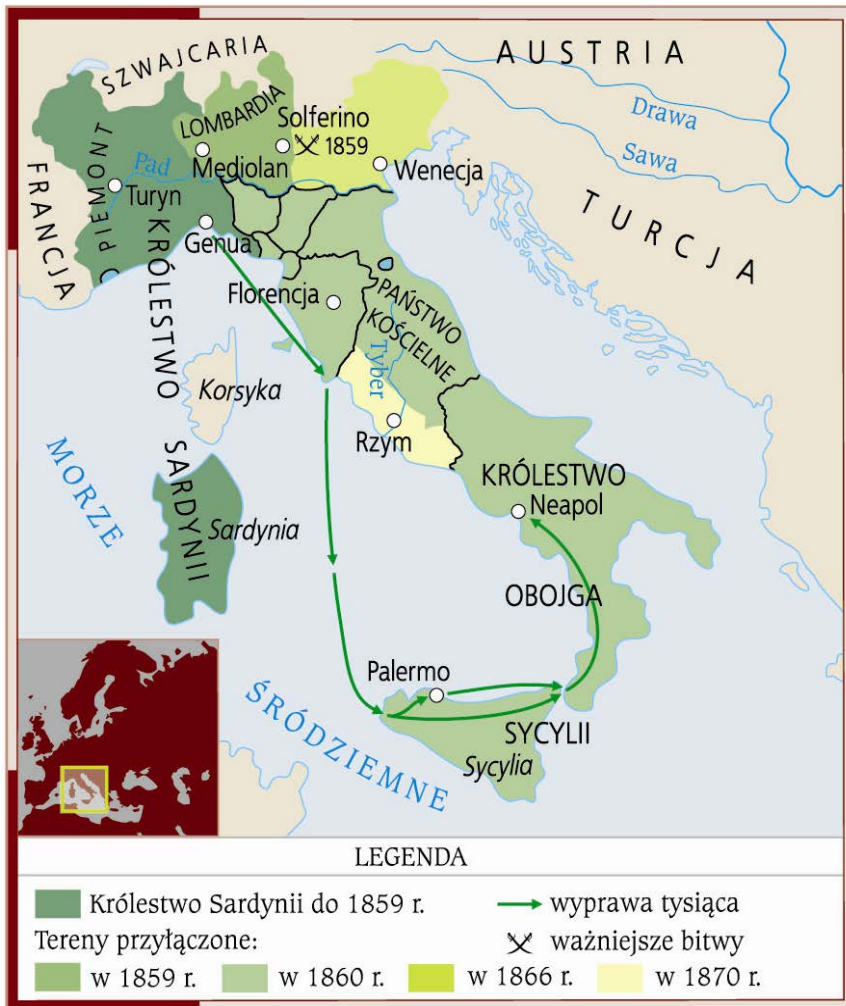 SZWAJCARIA
AUSTRIA
Drawa
Sawa
TURCJA
FRANCJA
PIEMONT
LOMBARDIA
Solferino
1859
Mediolan
Wenecja
Pad
Turyn
Genua
KRÓLESTWO SARDYNII
Florencja
PAŃSTWO
KOŚCIELNE
Tyber
Korsyka
Rzym
MORZE
Sardynia
KRÓLESTWO
Neapol
OBOJGA
Palermo
ŚRÓDZIEMNE
SYCYLII
Sycylia
LEGENDA
Królestwo Sardynii do 1859 r.
wyprawa tysiąca
Tereny przyłączone:
ważniejsze bitwy
w 1859 r.
w 1860 r.
w 1866 r.
w 1870 r.